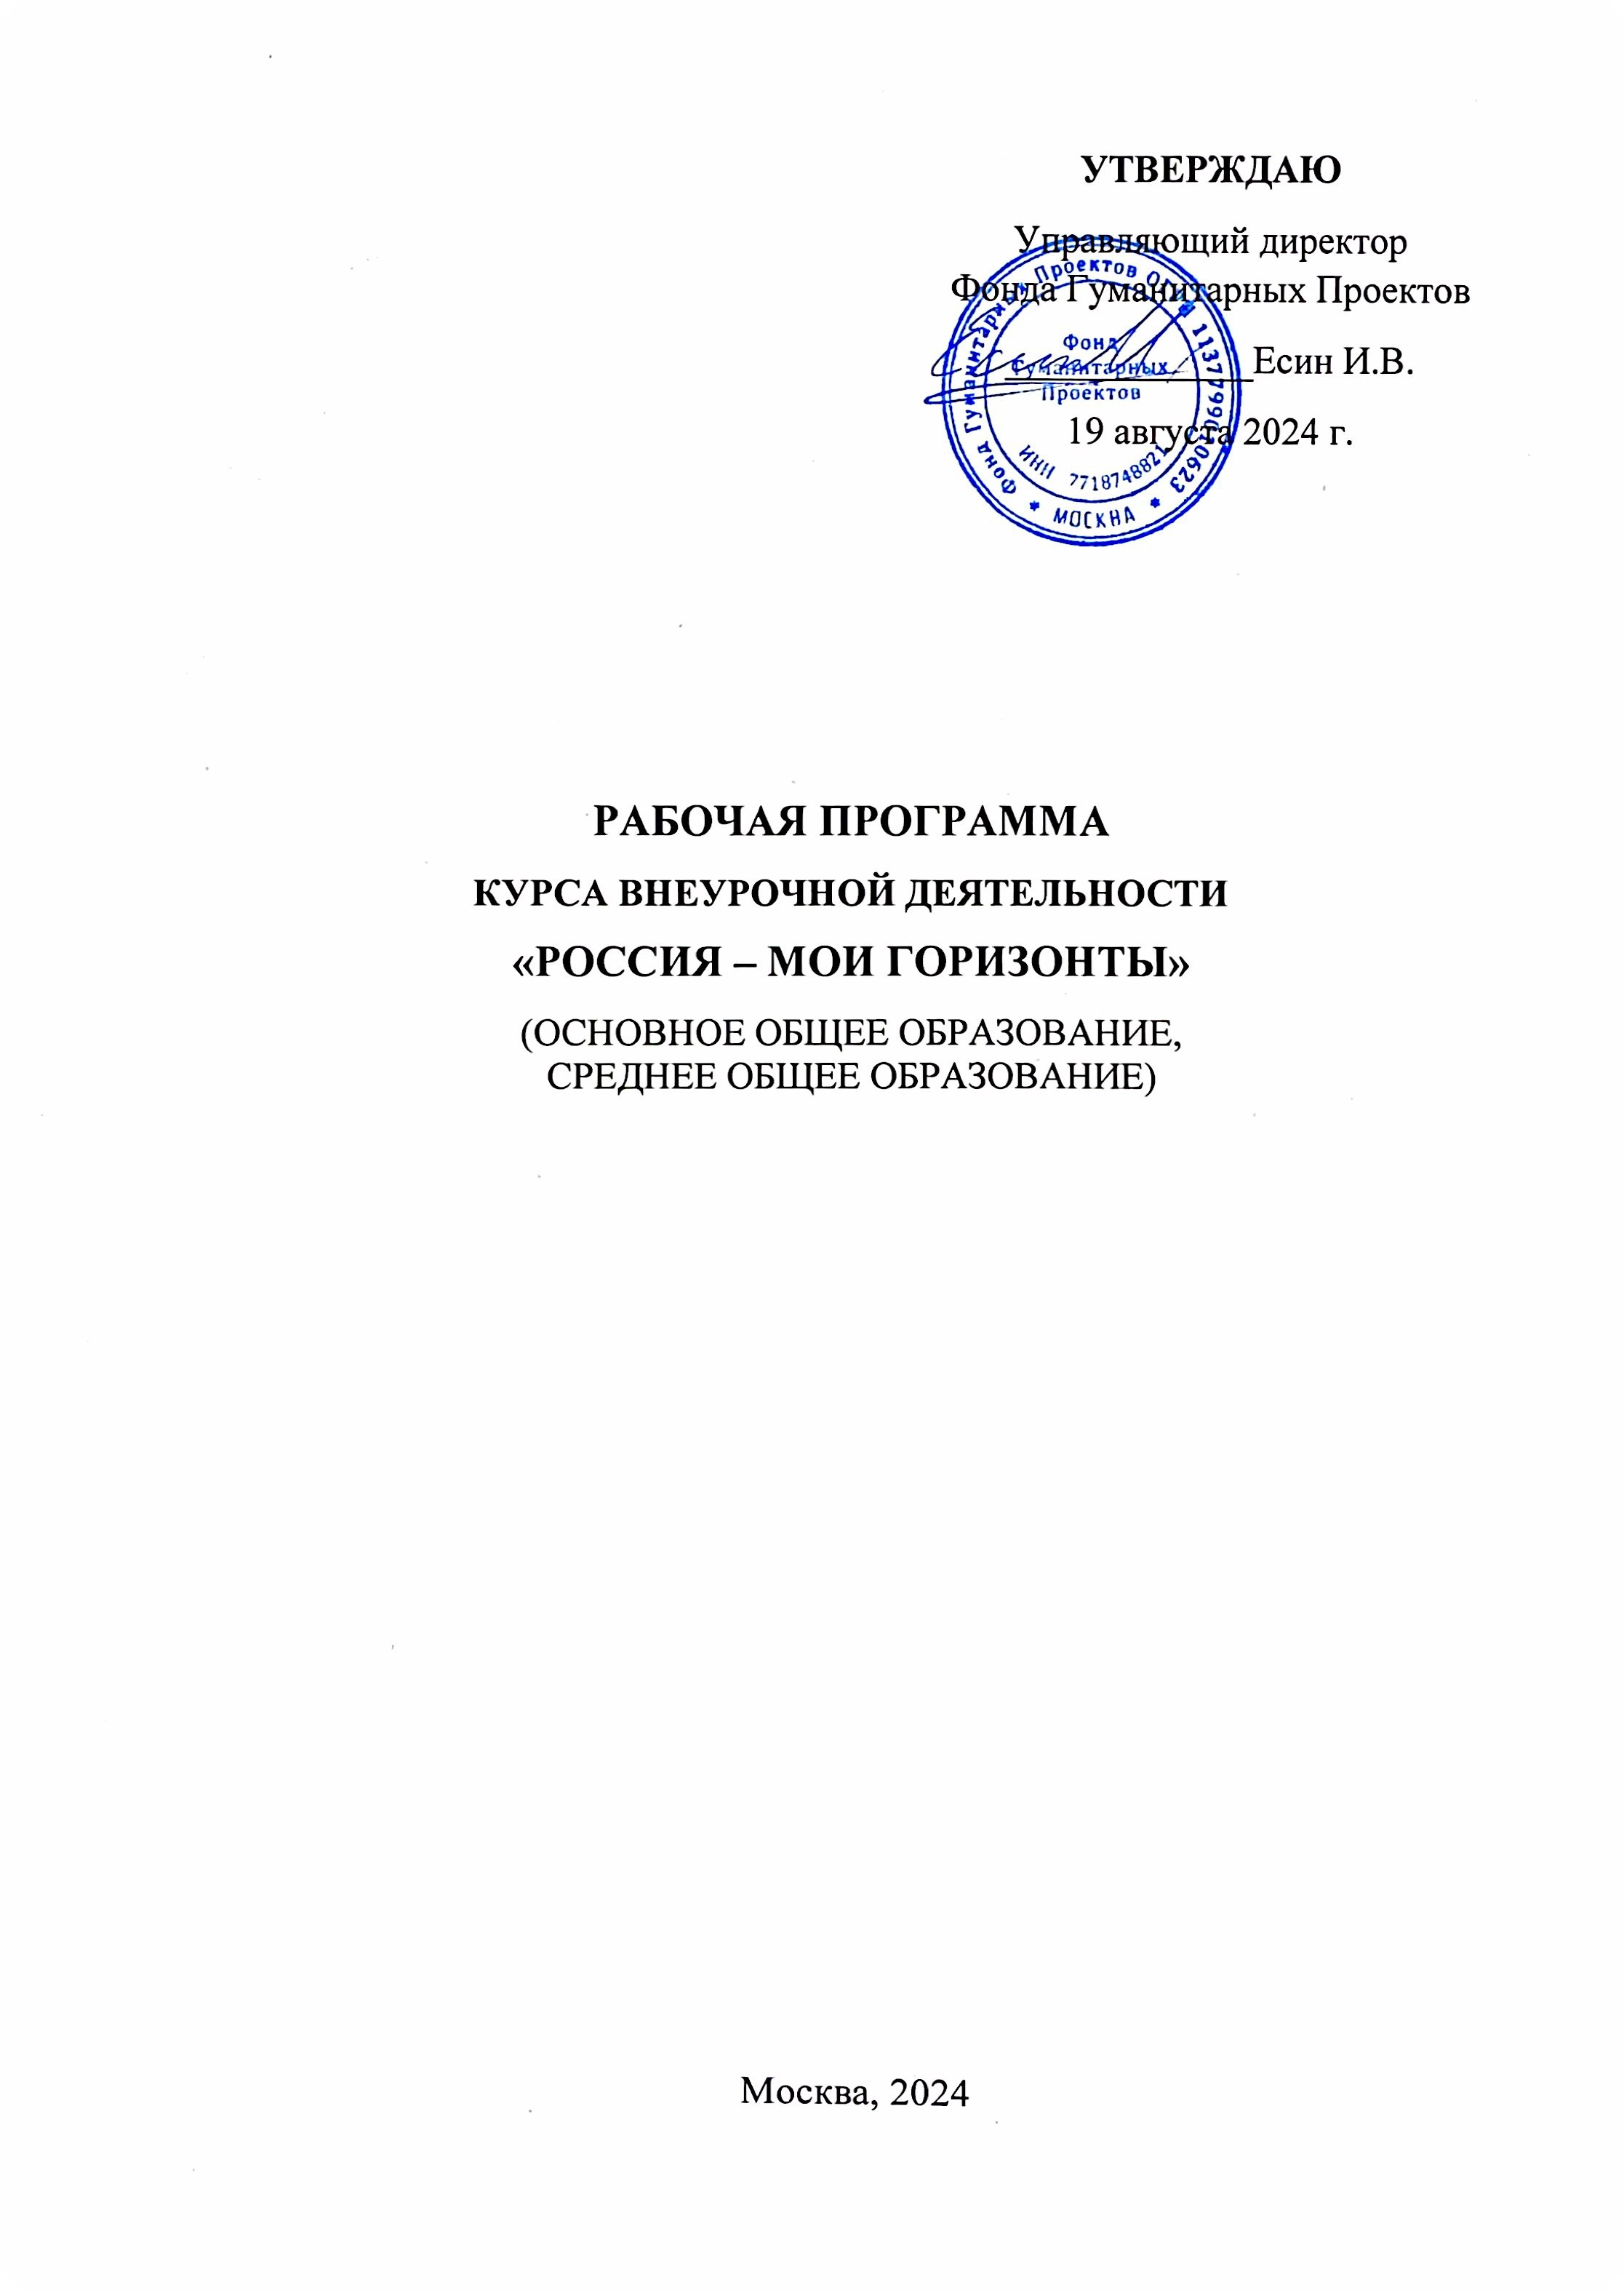 УТВЕРЖДАЮ
Управляющий директор
Фонда Гуманитарных Проектов
Есин И.В.
19 августа 2024 г.
Фонд Гуманитарных Проектов
МОСКВА
Фонд
Гуманитарных
Проектов
ИНН 7718748821
РАБОЧАЯ ПРОГРАММА
КУРСА ВНЕУРОЧНОЙ ДЕЯТЕЛЬНОСТИ
«РОССИЯ – МОИ ГОРИЗОНТЫ»
(ОСНОВНОЕ ОБЩЕЕ ОБРАЗОВАНИЕ,
СРЕДНЕЕ ОБЩЕЕ ОБРАЗОВАНИЕ)
Москва, 2024